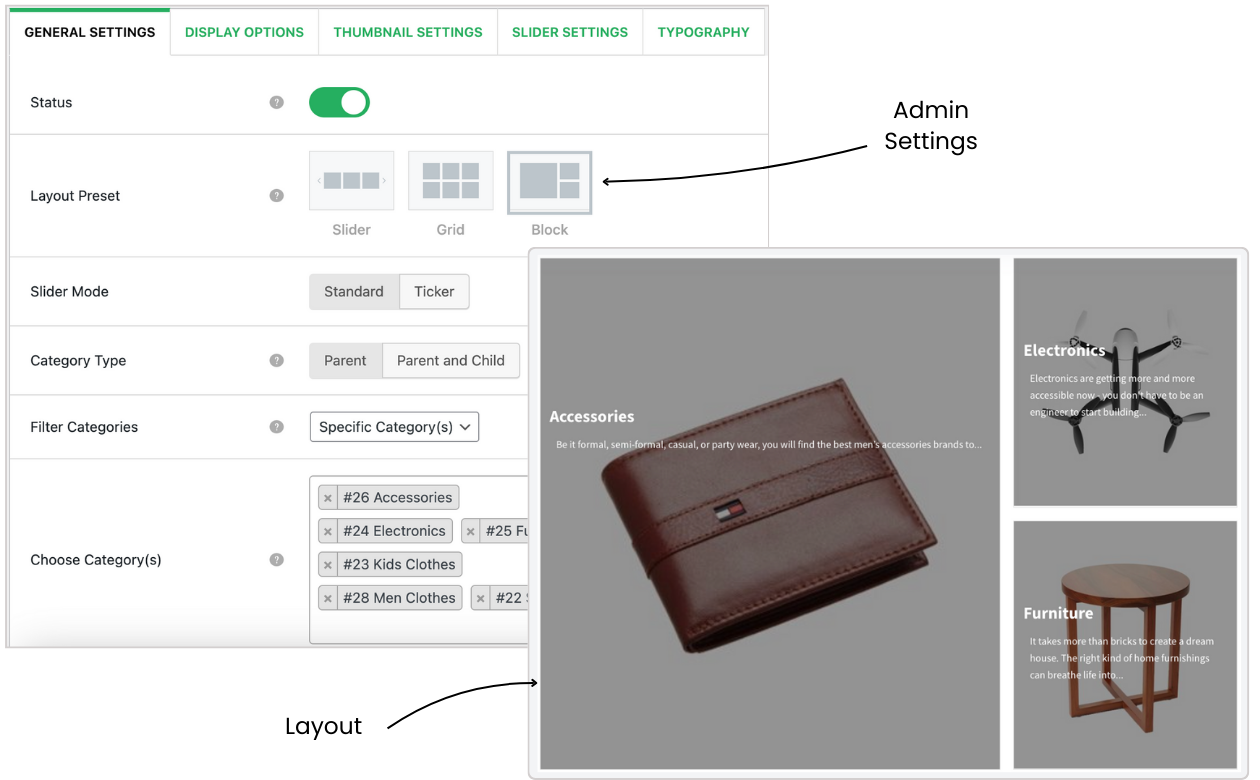 GENERAL SETTINGS
DISPLAY OPTIONS
THUMBNAIL SETTINGS
SLIDER SETTINGS
TYPOGRAPHY
Status
?
Layout Preset
?
Slider
Grid
Block
Slider Mode
Standard
Ticker
Category Type
?
Parent
Parent and Child
Filter Categories
?
Specific Category(s)
Choose Category(s)
?
× #26 Accessories
× #24 Electronics
× #25
× #23 Kids Clothes
× #28 Men Clothes
× #22
Admin
Settings
Layout
Accessories
Be it formal, semi-formal, casual, or party wear, you will find the best men's accessories brands to...
Electronics
Electronics are getting more and more
accessible now - you don't have to be an
engineer to start building...
Furniture
It takes more than bricks to create a dream
house. The right kind of home furnishings
can breathe life into...